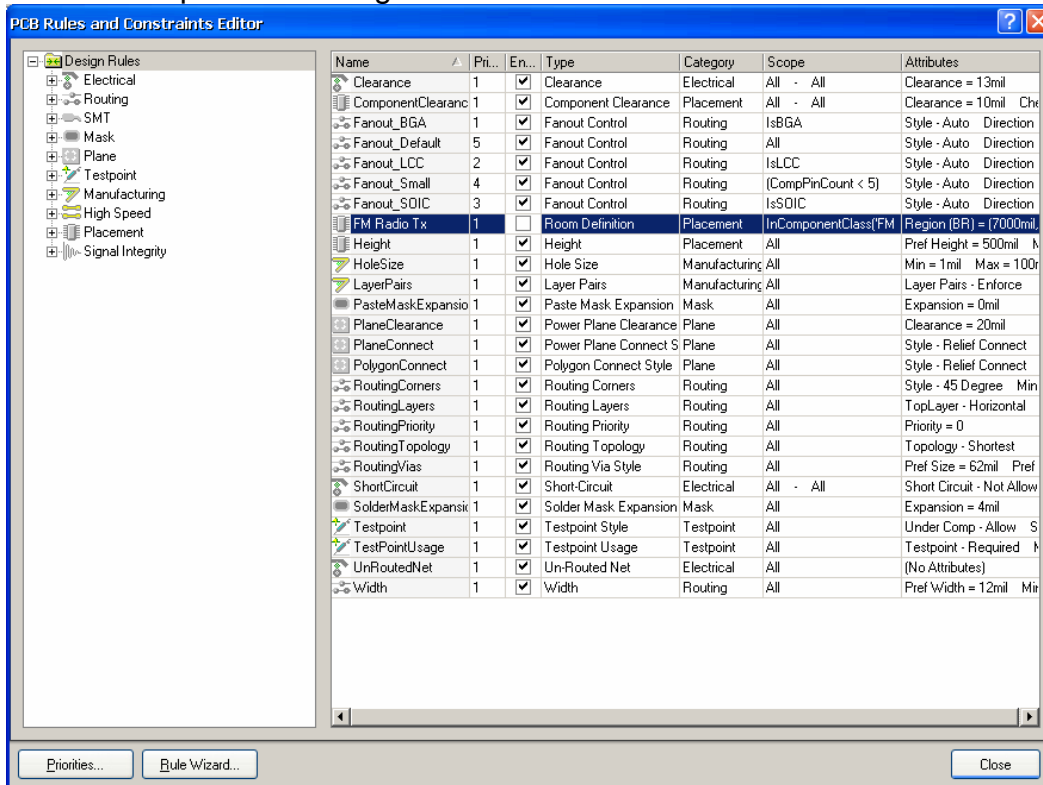 PCB Rules and Constraints Editor
Design Rules
Electrical
Routing
SMT
Mask
Plane
Testpoint
Manufacturing
High Speed
Placement
Signal Integrity
Name Pri... En... Type Category Scope Attributes
Clearance 1 Clearance Electrical All - All Clearance = 13mil
ComponentClearanc 1 Component Clearance Placement All - All Clearance = 10mil Che
Fanout_BGA 1 Fanout Control Routing IsBGA Style - Auto Direction
Fanout_Default 5 Fanout Control Routing All Style - Auto Direction
Fanout_LCC 2 Fanout Control Routing IsLCC Style - Auto Direction
Fanout_Small 4 Fanout Control Routing (CompPinCount < 5) Style - Auto Direction
Fanout_SOIC 3 Fanout Control Routing IsSOIC Style - Auto Direction
FM Radio Tx 1 Room Definition Placement InComponentClass('FM Region (BR) = (7000mil,
Height 1 Height Placement All Pref Height = 500mil M
HoleSize 1 Hole Size Manufacturing All Min = 1mil Max = 100r
LayerPairs 1 Layer Pairs Manufacturing All Layer Pairs - Enforce
PasteMaskExpansio 1 Paste Mask Expansion Mask All Expansion = 0mil
PlaneClearance 1 Power Plane Clearance Plane All Clearance = 20mil
PlaneConnect 1 Power Plane Connect S Plane All Style - Relief Connect
PolygonConnect 1 Polygon Connect Style Plane All Style - Relief Connect
RoutingCorners 1 Routing Corners Routing All Style - 45 Degree Min
RoutingLayers 1 Routing Layers Routing All TopLayer - Horizontal
RoutingPriority 1 Routing Priority Routing All Priority = 0
RoutingTopology 1 Routing Topology Routing All Topology - Shortest
RoutingVias 1 Routing Via Style Routing All Pref Size = 62mil Pref
ShortCircuit 1 Short-Circuit Electrical All - All Short Circuit - Not Allow
SolderMaskExpansi 1 Solder Mask Expansion Mask All Expansion = 4mil
Testpoint 1 Testpoint Style Testpoint All Under Comp - Allow S
TestPointUsage 1 Testpoint Usage Testpoint All Testpoint - Required M
UnRoutedNet 1 Un-Routed Net Electrical All (No Attributes)
Width 1 Width Routing All Pref Width = 12mil Mir
Priorities... Rule Wizard... Close